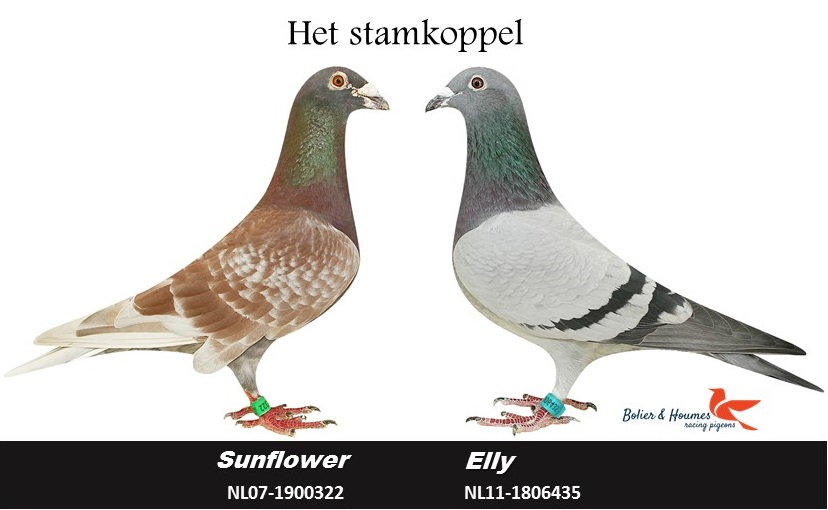 Het stamkoppel
Bolier & Houmes
racing pigeons
Sunflower
Elly
NL07-1900322
NL11-1806435